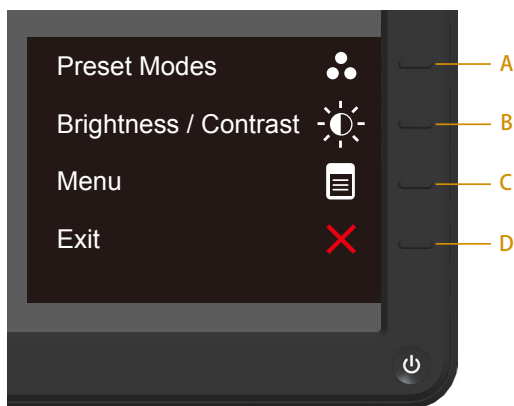 Preset Modes
A
Brightness / Contrast
B
Menu
C
Exit
D